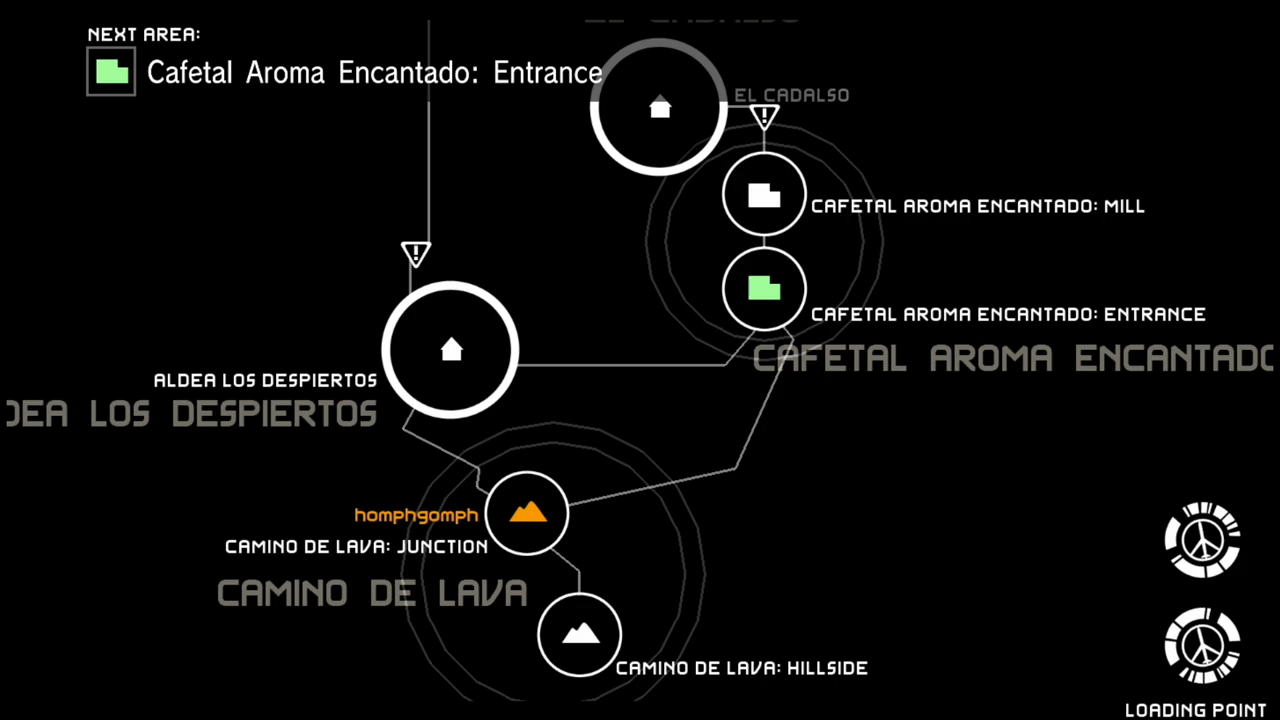 NEXT AREA:
Cafetal Aroma Encantado: Entrance
EL CADALSO
EL CADALSO
CAFETAL AROMA ENCANTADO: MILL
CAFETAL AROMA ENCANTADO: ENTRANCE
CAFETAL AROMA ENCANTADO
ALDEA LOS DESPIERTOS
DEA LOS DESPIERTOS
homphgomph
CAMINO DE LAVA: JUNCTION
CAMINO DE LAVA
CAMINO DE LAVA: HILLSIDE
LOADING POINT